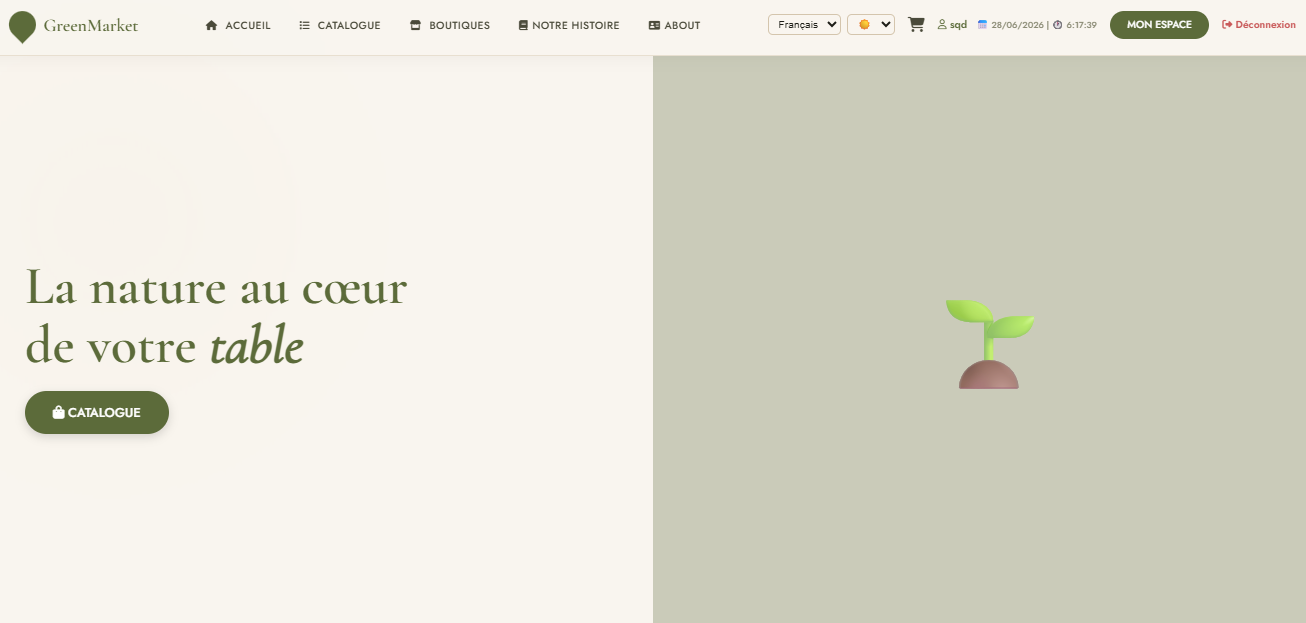 GreenMarket
ACCUEIL
CATALOGUE
BOUTIQUES
NOTRE HISTOIRE
ABOUT
Français
sqd
28/06/2026 | 6:17:39
MON ESPACE
Déconnexion
La nature au cœur
de votre table
CATALOGUE